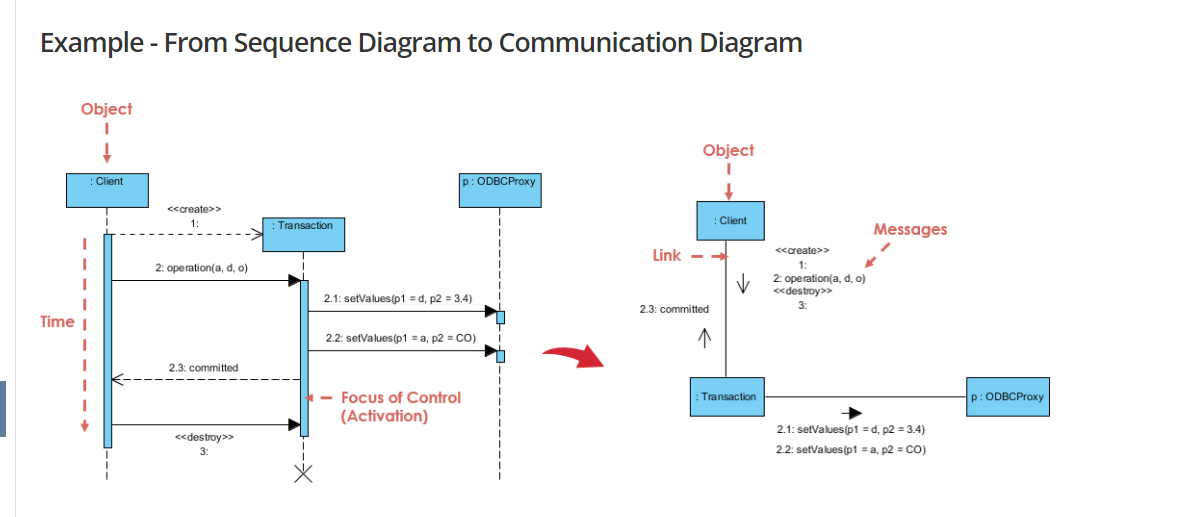 Example - From Sequence Diagram to Communication Diagram
Object
: Client
<<create>>
1:
: Transaction
p : ODBCProxy
2: operation(a, d, o)
2.1: setValues(p1 = d, p2 = 3.4)
Time
2.2: setValues(p1 = a, p2 = CO)
2.3: committed
Focus of Control
(Activation)
<<destroy>>
3:
Object
: Client
Messages
Link
<<create>>
1:
2: operation(a, d, o)
<<destroy>>
3:
2.3: committed
: Transaction
p : ODBCProxy
2.1: setValues(p1 = d, p2 = 3.4)
2.2: setValues(p1 = a, p2 = CO)